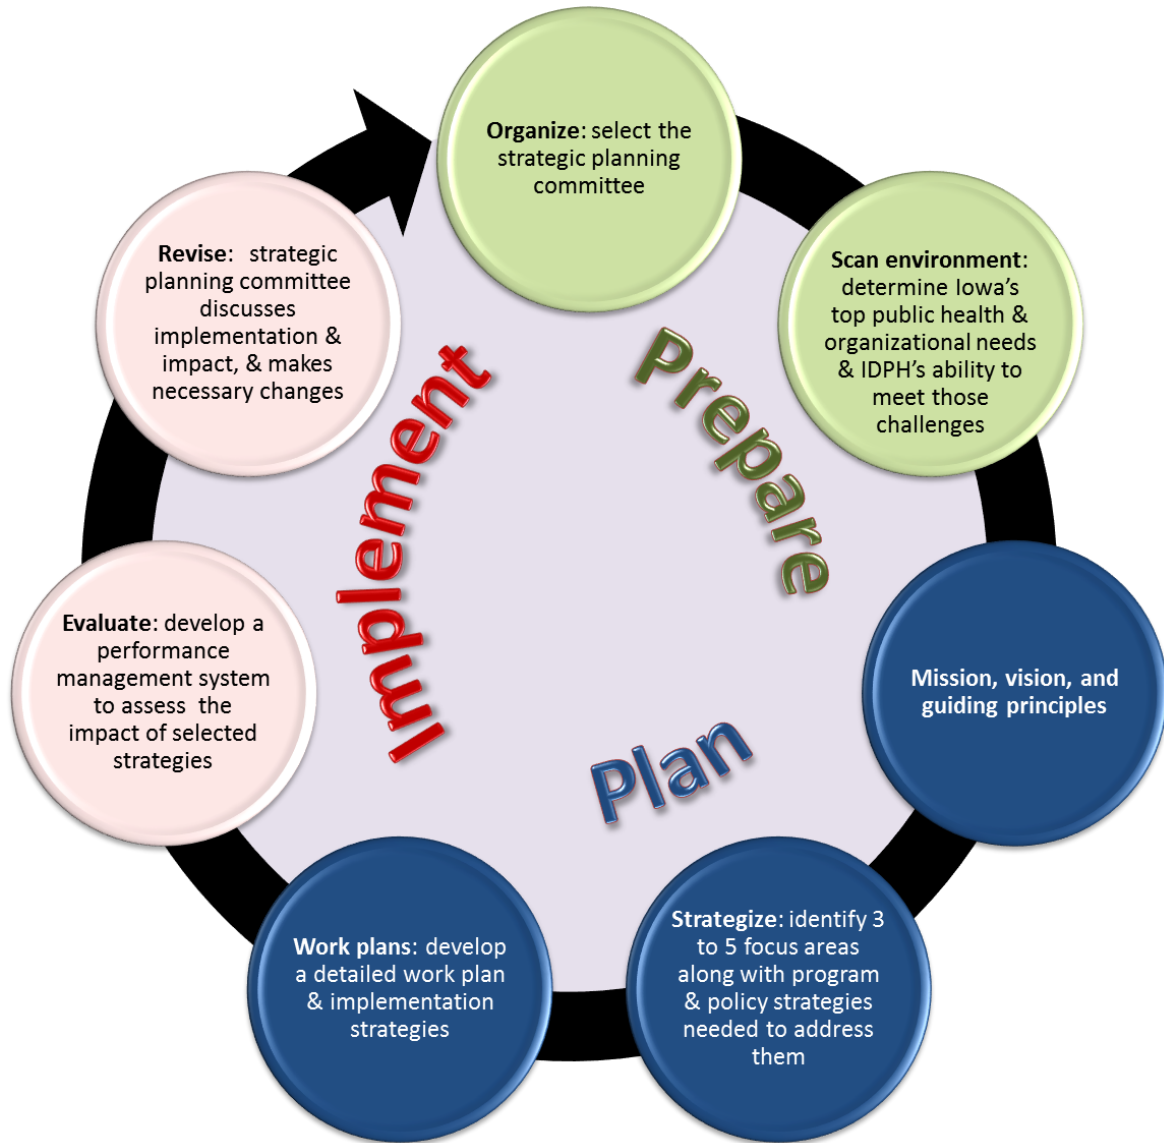 Organize: select the
strategic planning
committee
Scan environment:
determine Iowa's
top public health &
organizational needs
& IDPH's ability to
meet those
challenges
Mission, vision, and
guiding principles
Strategize: identify 3
to 5 focus areas
along with program
& policy strategies
needed to address
them
Work plans: develop
a detailed work plan
& implementation
strategies
Evaluate: develop a
performance
management system
to assess the
impact of selected
strategies
Revise: strategic
planning committee
discusses
implementation &
impact, & makes
necessary changes
Prepare
Plan
Implement